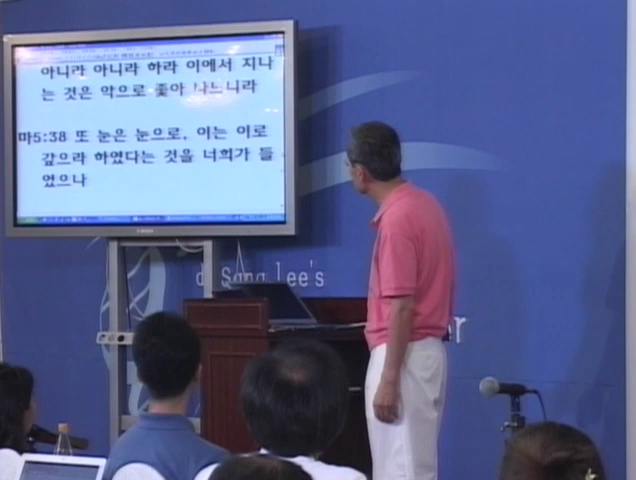 아니라 아니라 하라 이에서 지나
는 것은 악으로 좇아 나느니라
마5:38 또 눈은 눈으로, 이는 이로
갚으라 하였다는 것을 너희가 들
었으나
Sang Lee's